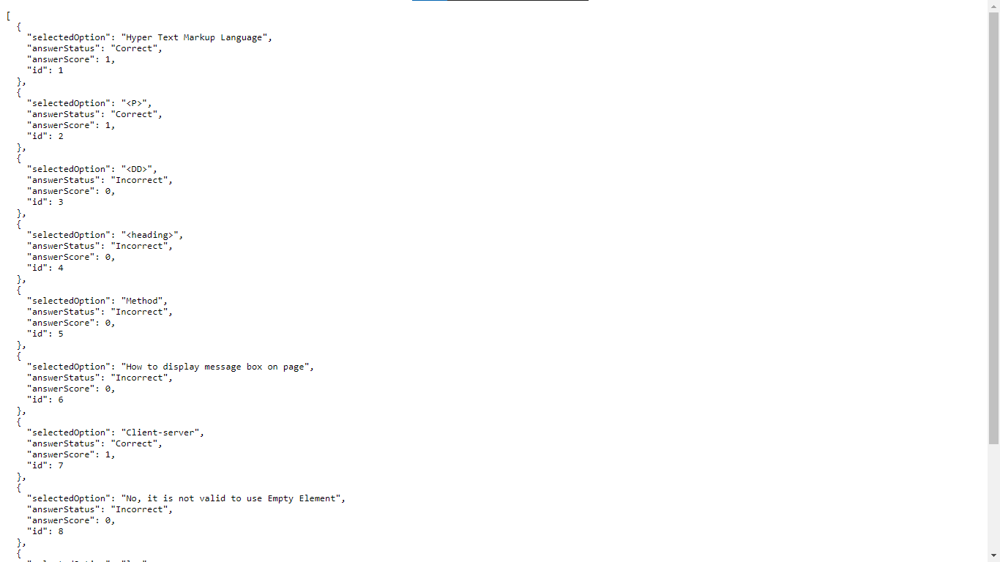 [
  {
    "selectedOption": "Hyper Text Markup Language",
    "answerStatus": "Correct",
    "answerScore": 1,
    "id": 1
  },
  {
    "selectedOption": "<P>",
    "answerStatus": "Correct",
    "answerScore": 1,
    "id": 2
  },
  {
    "selectedOption": "<DD>",
    "answerStatus": "Incorrect",
    "answerScore": 0,
    "id": 3
  },
  {
    "selectedOption": "<heading>",
    "answerStatus": "Incorrect",
    "answerScore": 0,
    "id": 4
  },
  {
    "selectedOption": "Method",
    "answerStatus": "Incorrect",
    "answerScore": 0,
    "id": 5
  },
  {
    "selectedOption": "How to display message box on page",
    "answerStatus": "Incorrect",
    "answerScore": 0,
    "id": 6
  },
  {
    "selectedOption": "Client-server",
    "answerStatus": "Correct",
    "answerScore": 1,
    "id": 7
  },
  {
    "selectedOption": "No, it is not valid to use Empty Element",
    "answerStatus": "Incorrect",
    "answerScore": 0,
    "id": 8
  },
  {